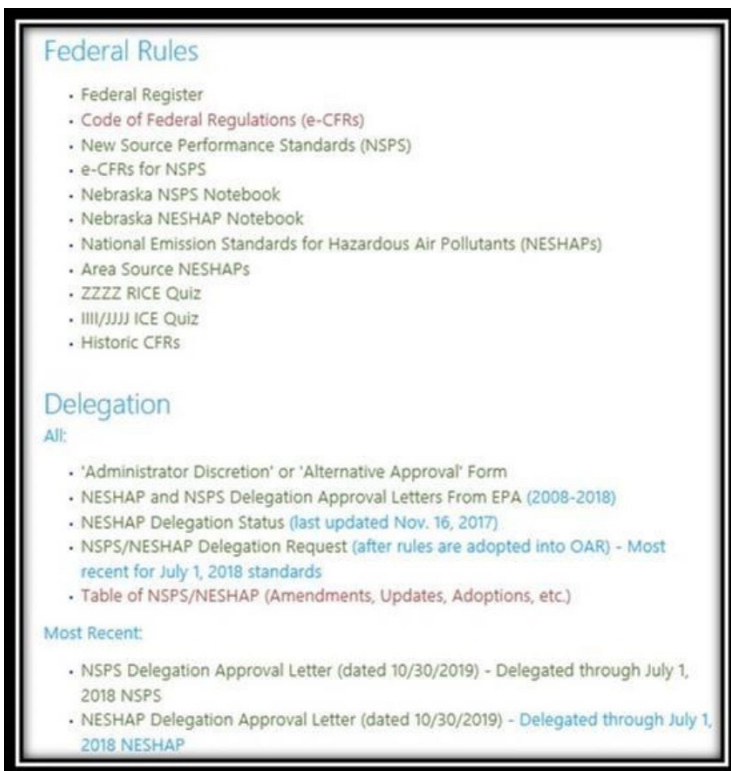 Federal Rules
• Federal Register
• Code of Federal Regulations (e-CFRs)
• New Source Performance Standards (NSPS)
• e-CFRs for NSPS
• Nebraska NSPS Notebook
• Nebraska NESHAP Notebook
• National Emission Standards for Hazardous Air Pollutants (NESHAPs)
• Area Source NESHAPs
• ZZZZ RICE Quiz
• IIII/JJJJ ICE Quiz
• Historic CFRs
Delegation
All:
• 'Administrator Discretion' or 'Alternative Approval' Form
• NESHAP and NSPS Delegation Approval Letters From EPA (2008-2018)
• NESHAP Delegation Status (last updated Nov. 16, 2017)
• NSPS/NESHAP Delegation Request (after rules are adopted into OAR) - Most
recent for July 1, 2018 standards
• Table of NSPS/NESHAP (Amendments, Updates, Adoptions, etc.)
Most Recent:
• NSPS Delegation Approval Letter (dated 10/30/2019) - Delegated through July 1,
2018 NSPS
• NESHAP Delegation Approval Letter (dated 10/30/2019) - Delegated through July 1,
2018 NESHAP